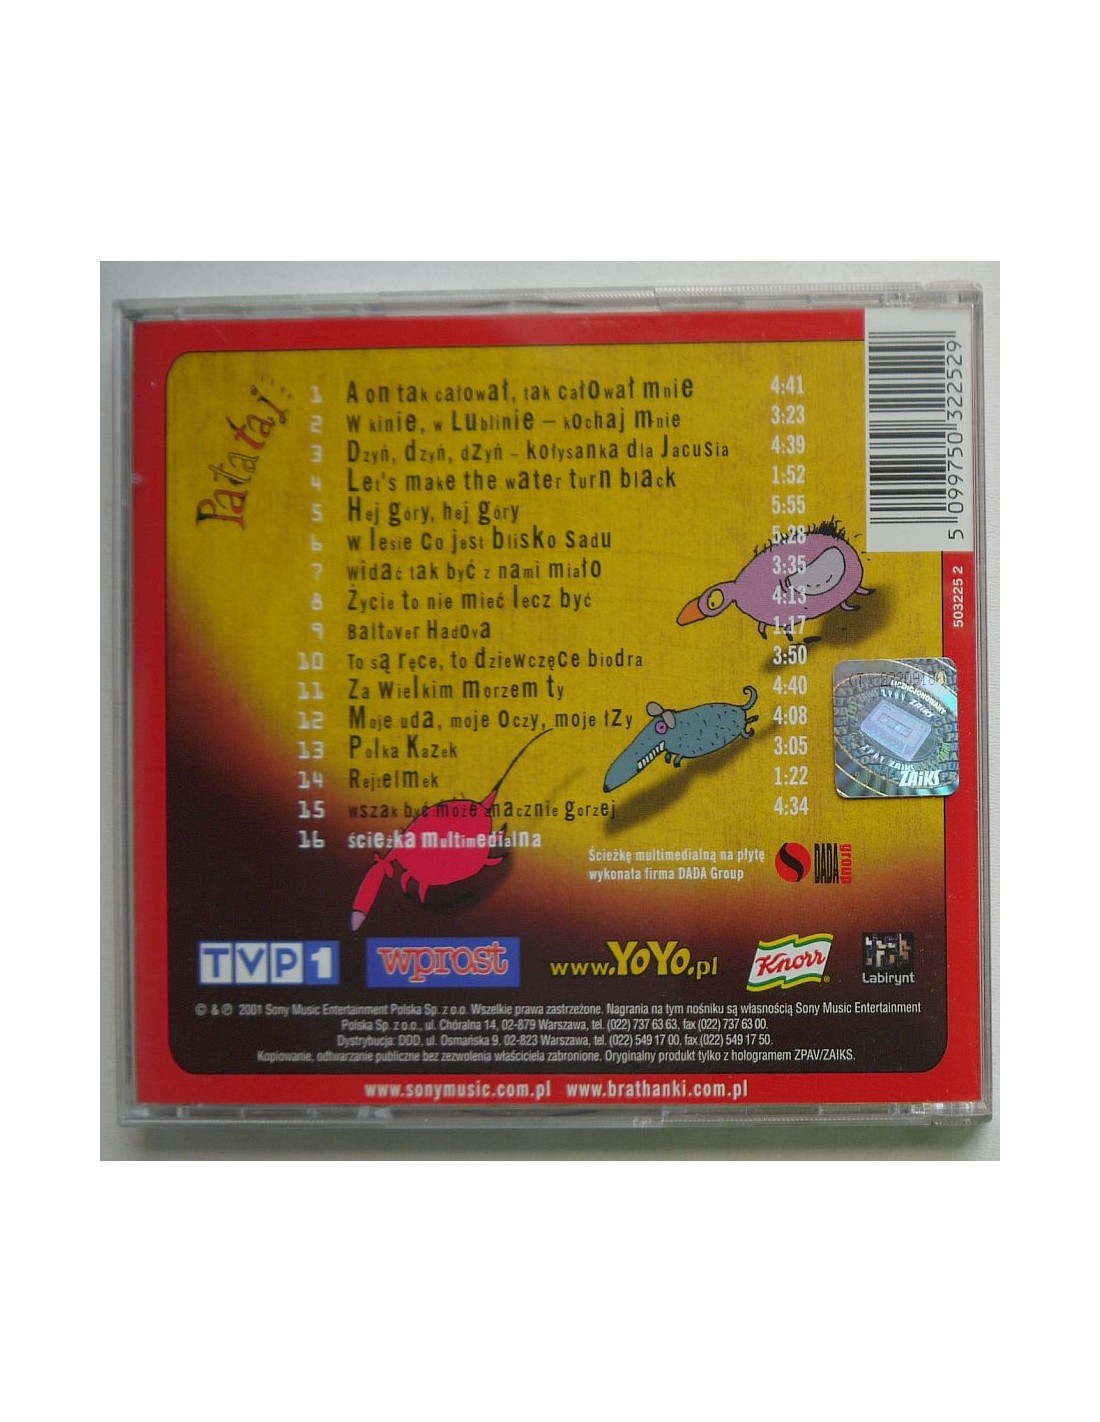 Patataj
1 A on tak całował, tak całował mnie 4:41
2 W kinie, w Lublinie – kochaj mnie 3:23
3 Dzyń, dzyń, dzyń – kołysanka dla Jacusia 4:39
4 Let's make the water turn black 1:52
5 Hej góry, hej góry 5:55
6 w lesie co jest blisko sadu 5:28
7 widać tak być z nami miało 3:35
8 Życie to nie mieć lecz być 4:13
9 Baltover Hadova 1:17
10 To są ręce, to dziewczęce biodra 3:50
11 Za wielkim morzem ty 4:40
12 Moje uda, moje oczy, moje łzy 4:08
13 Polka Kazek 3:05
14 Rejtelmek 1:22
15 wszak być może znacznie gorzej 4:34
16 ścieżka multimedialna
Ścieżkę multimedialną na płytę
wykonała firma DADA Group
DADA group
5 099750 322529
503225 2
LICENCJONOWANY
ZAiKS
ZAiKS
TVP1
wprost
www.YoYo.pl
Knorr®
Labirynt
© & ℗ 2001 Sony Music Entertainment Polska Sp. z o.o. Wszelkie prawa zastrzeżone. Nagrania na tym nośniku są własnością Sony Music Entertainment
Polska Sp. z o.o., ul. Chóralna 14, 02-879 Warszawa, tel. (022) 737 63 63, fax (022) 737 63 00.
Dystrybucja: DDD, ul. Osmańska 9, 02-823 Warszawa, tel. (022) 549 17 00, fax (022) 549 17 50.
Kopiowanie, odtwarzanie publiczne bez zezwolenia właściciela zabronione. Oryginalny produkt tylko z hologramem ZPAV/ZAIKS.
www.sonymusic.com.pl www.brathanki.com.pl